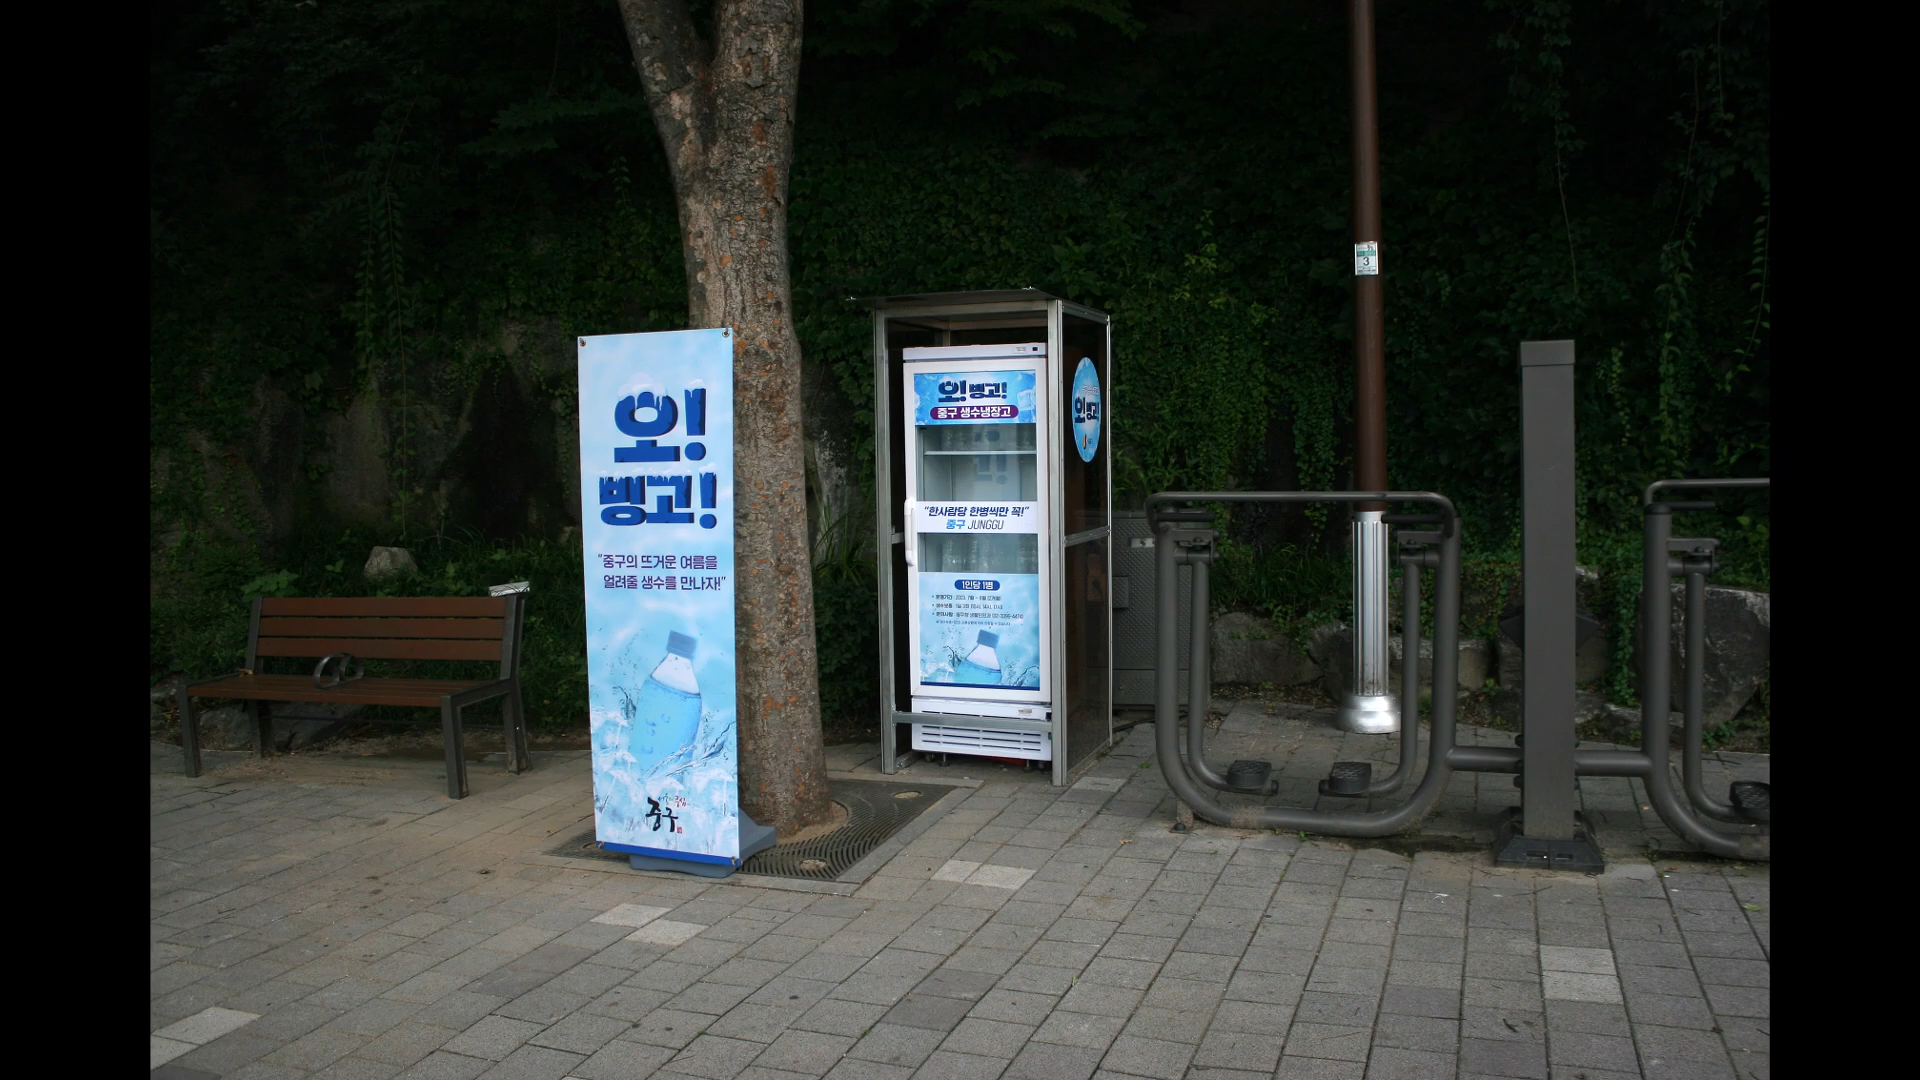 오!
빙고!
"중구의 뜨거운 여름을
얼려줄 생수를 만나자!"
중구
오! 빙고!
중구 생수냉장고
"한사람당 한병씩만 꼭!"
중구 JUNGGU
1인당 1병
오! 빙고!
3